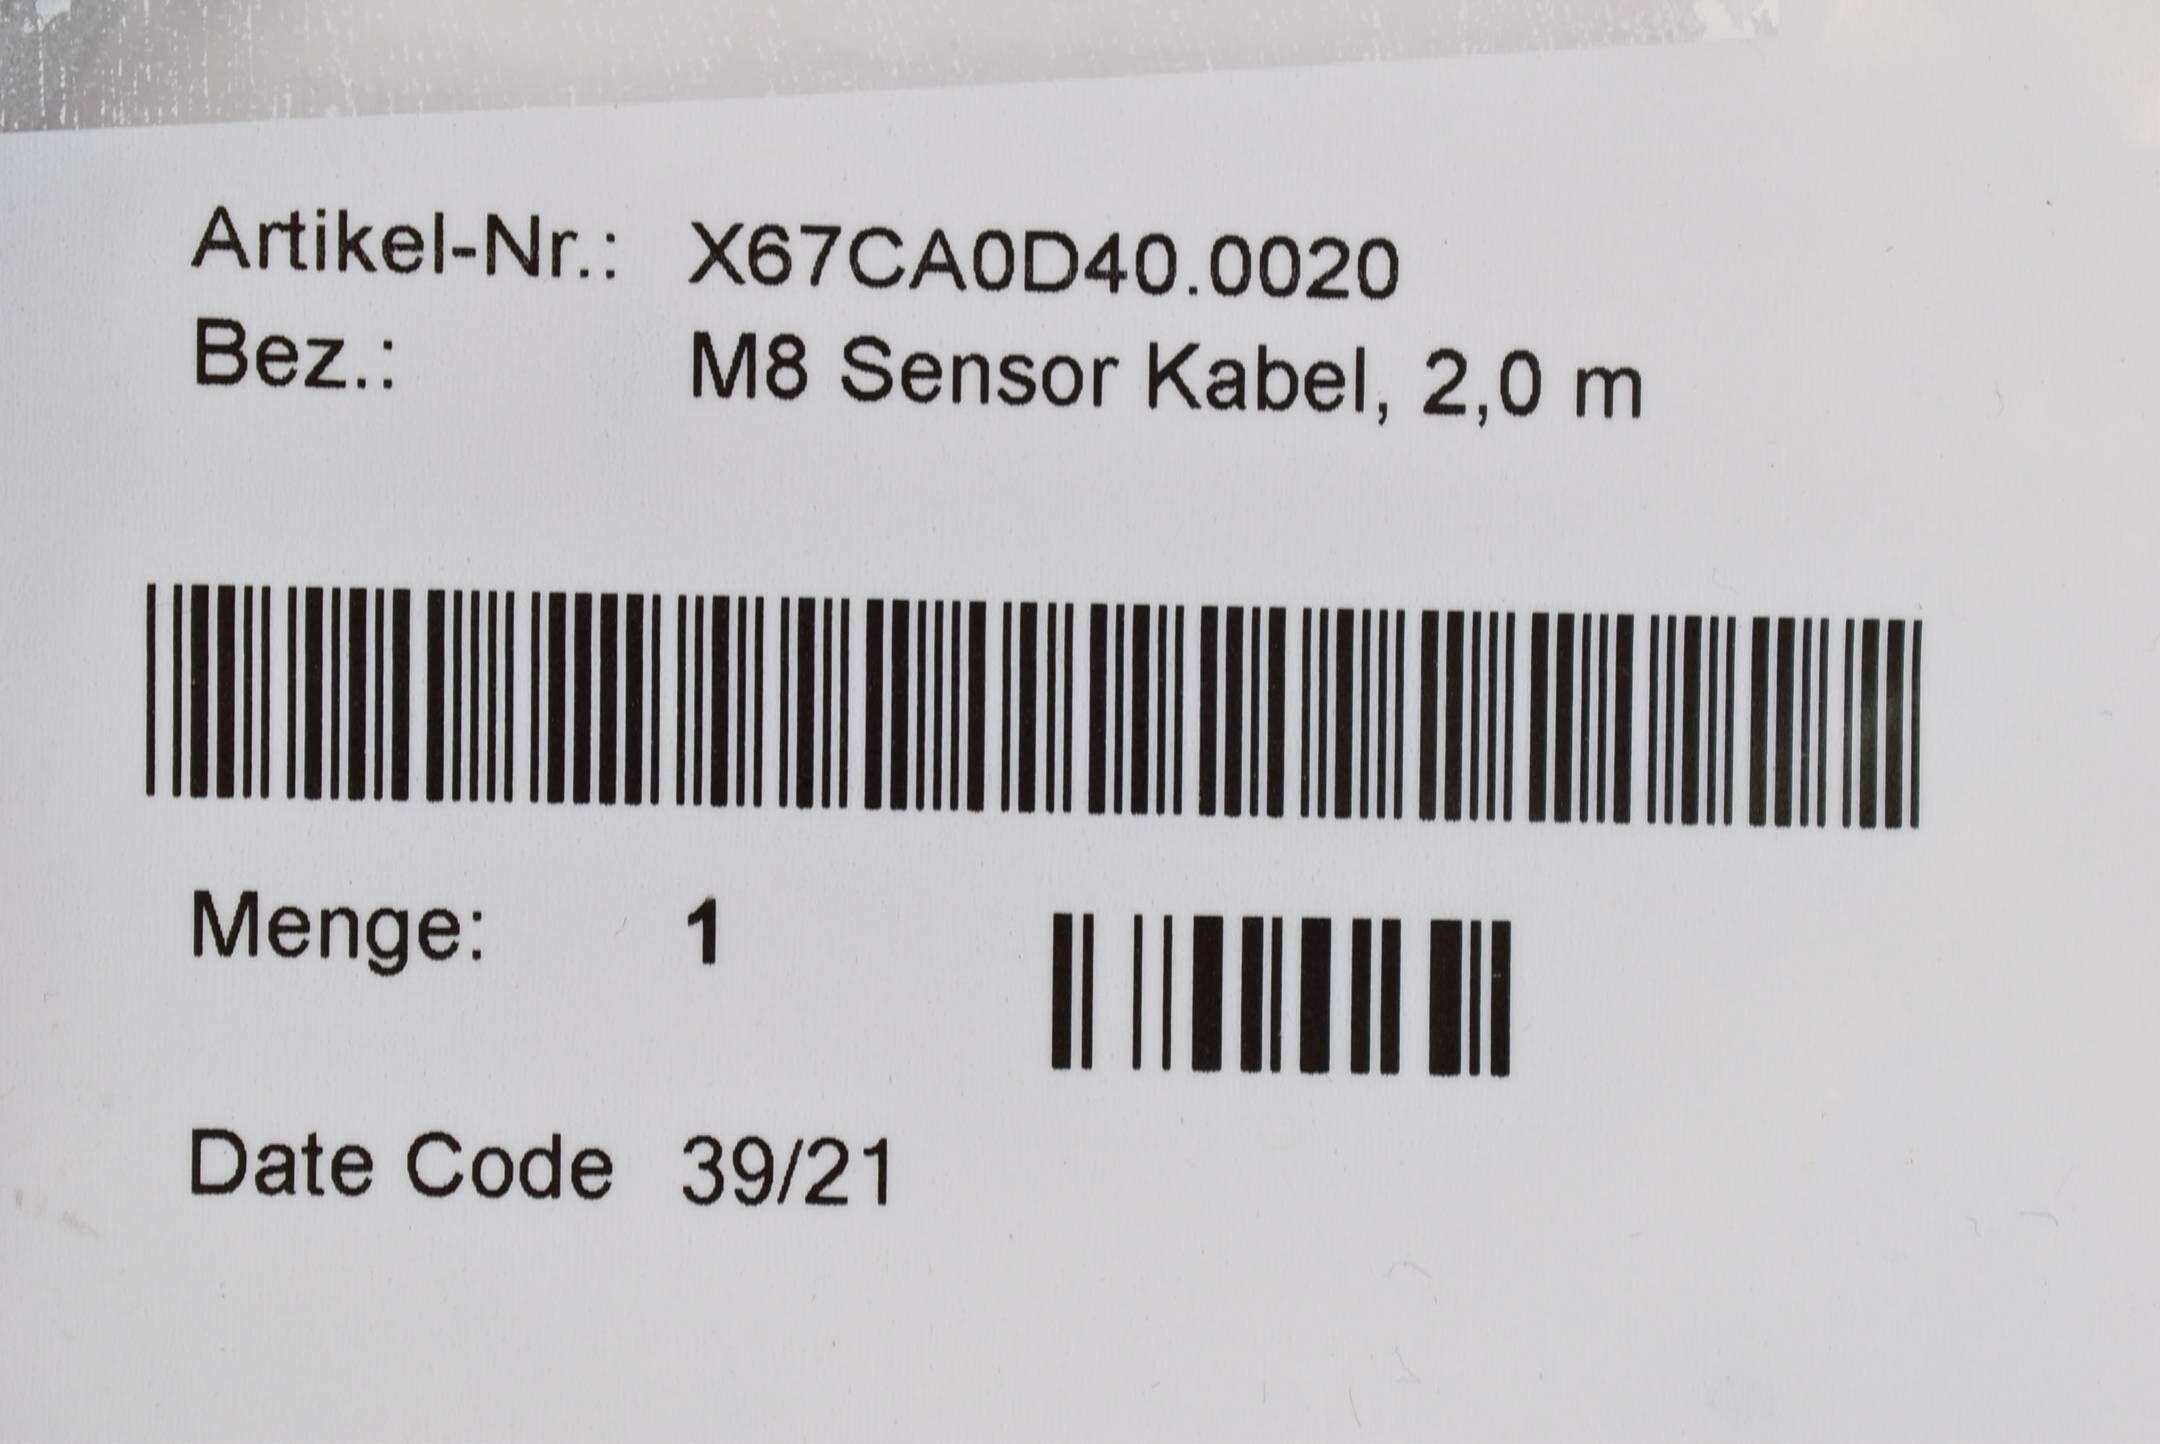 Artikel-Nr.: X67CA0D40.0020
Bez.: M8 Sensor Kabel, 2,0 m
Menge: 1
Date Code 39/21